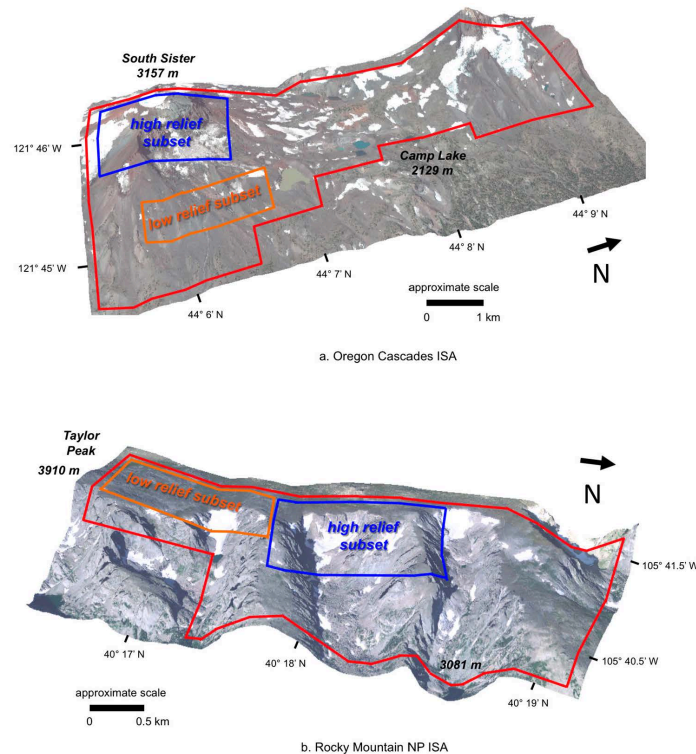 South Sister
3157 m
high relief
subset
121° 46' W
Camp Lake
2129 m
low relief subset
44° 9' N
121° 45' W
44° 8' N
44° 7' N
N
44° 6' N
approximate scale
0 1 km
a. Oregon Cascades ISA
Taylor
Peak
3910 m
low relief subset
N
high relief
subset
105° 41.5' W
40° 17' N
40° 18' N
3081 m
105° 40.5' W
approximate scale
40° 19' N
0 0.5 km
b. Rocky Mountain NP ISA